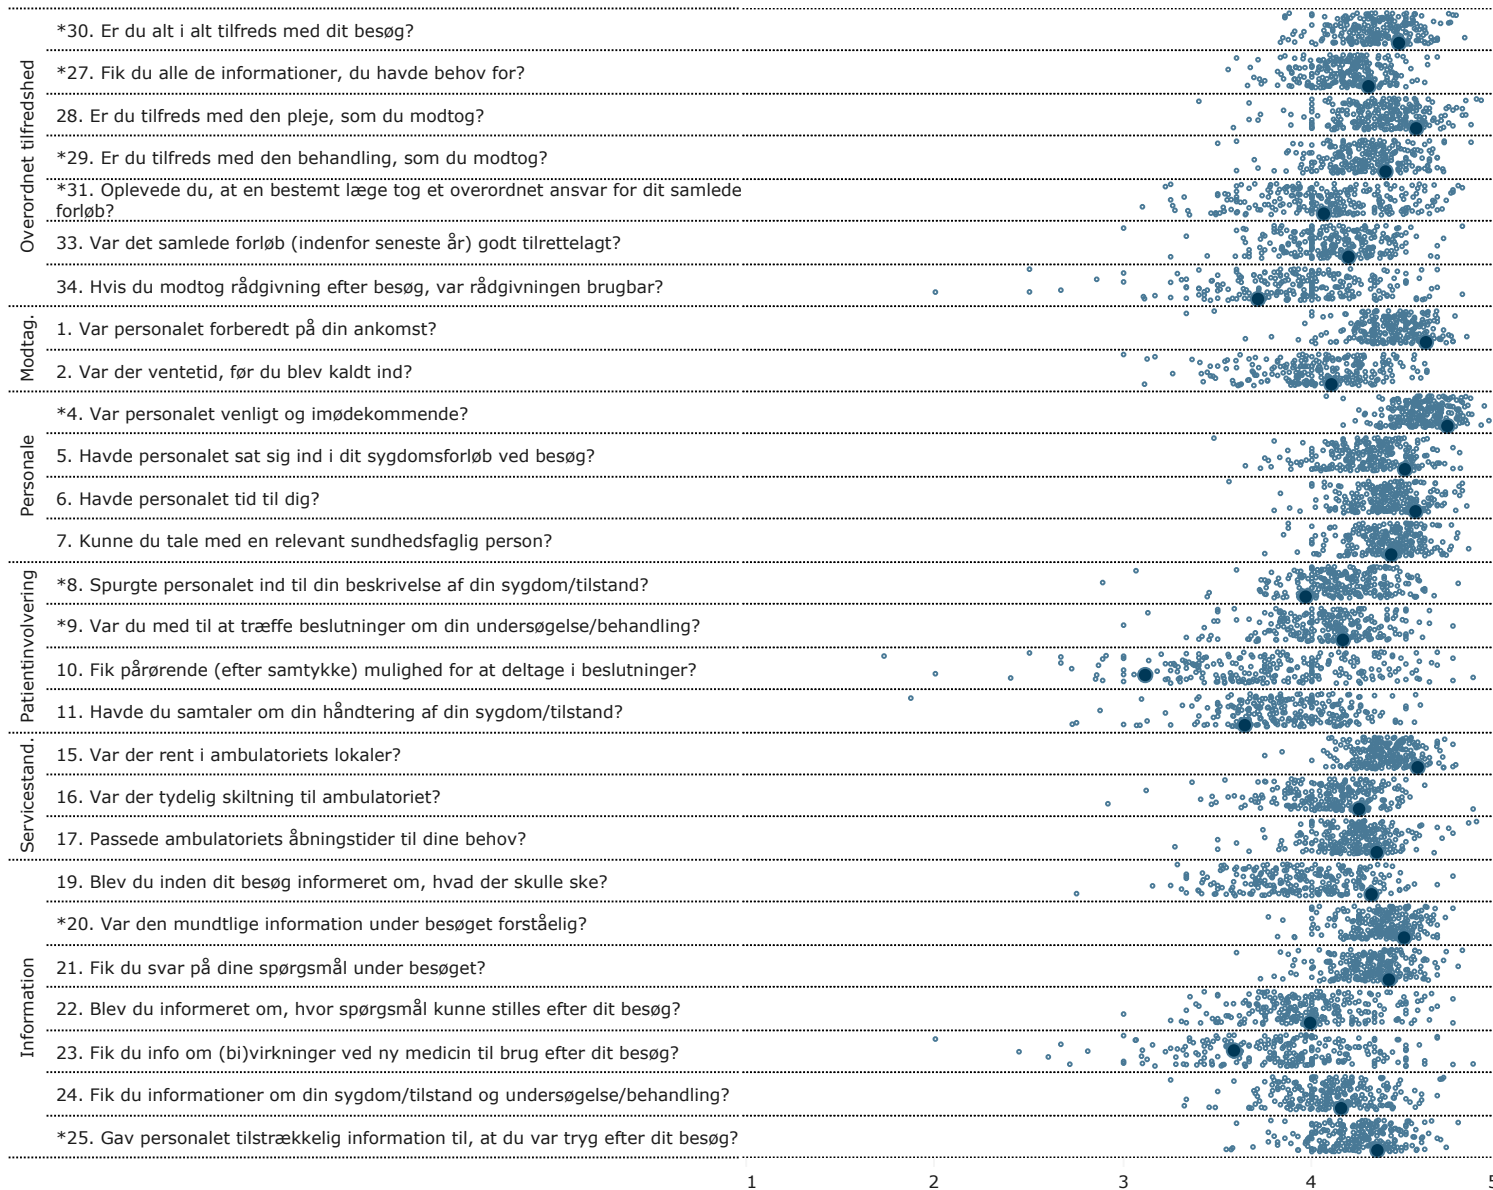 Overordnet tilfredshed
*30. Er du alt i alt tilfreds med dit besøg?
*27. Fik du alle de informationer, du havde behov for?
28. Er du tilfreds med den pleje, som du modtog?
*29. Er du tilfreds med den behandling, som du modtog?
*31. Oplevede du, at en bestemt læge tog et overordnet ansvar for dit samlede
forløb?
33. Var det samlede forløb (indenfor seneste år) godt tilrettelagt?
34. Hvis du modtog rådgivning efter besøg, var rådgivningen brugbar?
Modtag.
1. Var personalet forberedt på din ankomst?
2. Var der ventetid, før du blev kaldt ind?
Personale
*4. Var personalet venligt og imødekommende?
5. Havde personalet sat sig ind i dit sygdomsforløb ved besøg?
6. Havde personalet tid til dig?
7. Kunne du tale med en relevant sundhedsfaglig person?
Patientinvolvering
*8. Spurgte personalet ind til din beskrivelse af din sygdom/tilstand?
*9. Var du med til at træffe beslutninger om din undersøgelse/behandling?
10. Fik pårørende (efter samtykke) mulighed for at deltage i beslutninger?
11. Havde du samtaler om din håndtering af din sygdom/tilstand?
Servicestand.
15. Var der rent i ambulatoriets lokaler?
16. Var der tydelig skiltning til ambulatoriet?
17. Passede ambulatoriets åbningstider til dine behov?
Information
19. Blev du inden dit besøg informeret om, hvad der skulle ske?
*20. Var den mundtlige information under besøget forståelig?
21. Fik du svar på dine spørgsmål under besøget?
22. Blev du informeret om, hvor spørgsmål kunne stilles efter dit besøg?
23. Fik du info om (bi)virkninger ved ny medicin til brug efter dit besøg?
24. Fik du informationer om din sygdom/tilstand og undersøgelse/behandling?
*25. Gav personalet tilstrækkelig information til, at du var tryg efter dit besøg?
1 2 3 4 5